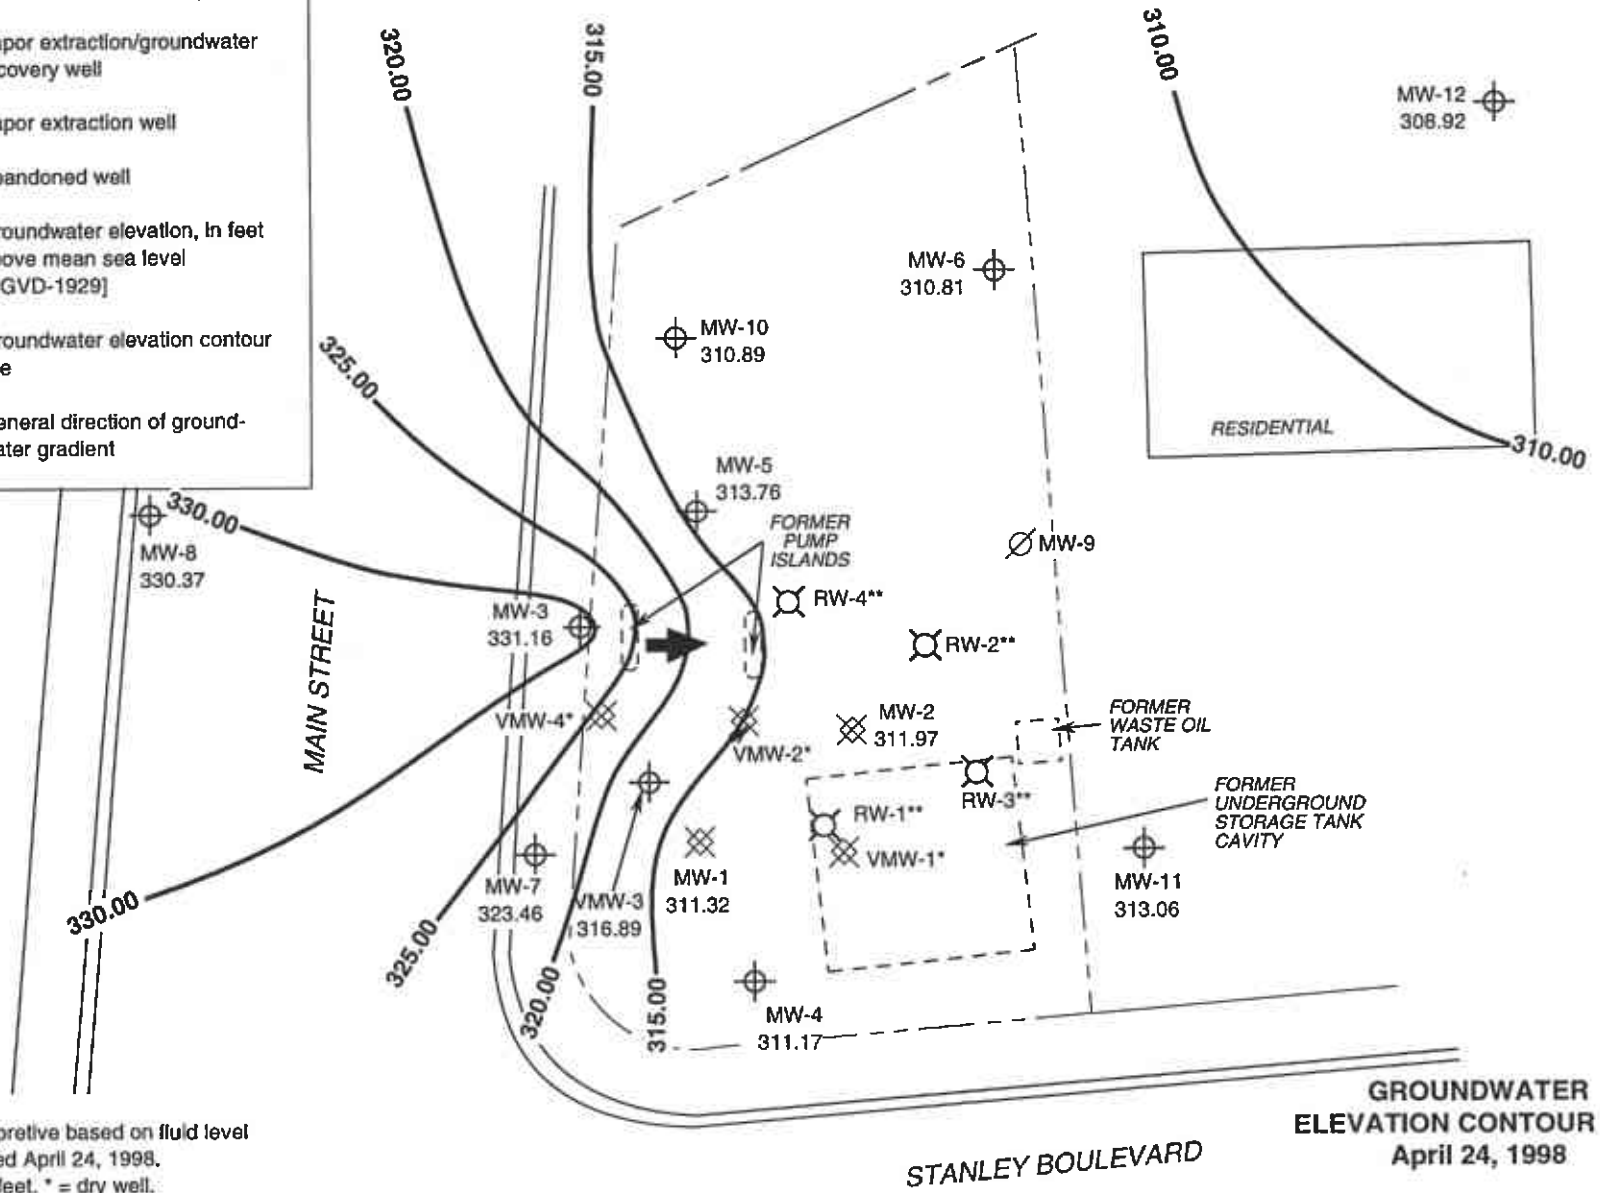 apor extraction/groundwater
covery well
apor extraction well
bandoned well
roundwater elevation, in feet
bove mean sea level
GVD-1929]
roundwater elevation contour
e
eneral direction of ground-
ater gradient
320.00
315.00
310.00
MW-12
308.92
MW-6
310.81
MW-10
310.89
325.00
RESIDENTIAL
310.00
MW-5
313.76
330.00
MW-8
330.37
FORMER
PUMP
ISLANDS
MW-9
RW-4**
MW-3
331.16
RW-2**
MAIN STREET
VMW-4*
VMW-2*
MW-2
311.97
FORMER
WASTE OIL
TANK
RW-3**
RW-1**
VMW-1*
FORMER
UNDERGROUND
STORAGE TANK
CAVITY
MW-7
323.46
VMW-3
316.89
MW-1
311.32
MW-11
313.06
330.00
325.00
320.00
315.00
MW-4
311.17
STANLEY BOULEVARD
GROUNDWATER
ELEVATION CONTOUR
April 24, 1998
pretive based on fluid level
ed April 24, 1998.
feet. * = dry well.